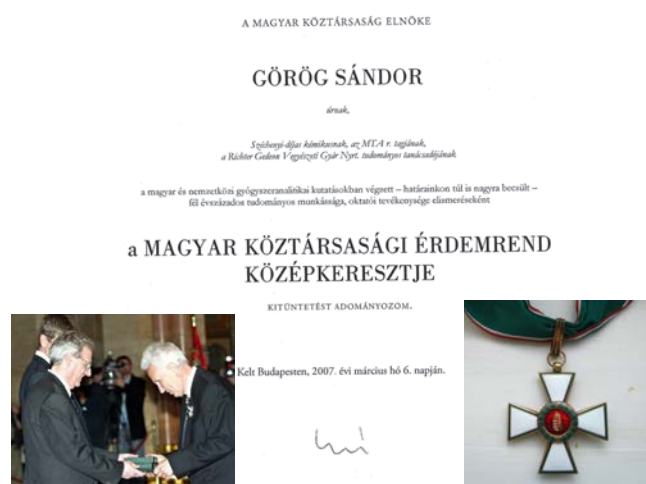 A MAGYAR KÖZTÁRSASÁG ELNÖKE
GÖRÖG SÁNDOR
úrnak,
Széchenyi-díjas kémikusnak, az MTA r. tagjának,
a Richter Gedeon Vegyészeti Gyár Nyrt. tudományos tanácsadójának
a magyar és nemzetközi gyógyszeranalitikai kutatásokban végzett – határainkon túl is nagyra becsült –
fél évszázados tudományos munkássága, oktatói tevékenysége elismeréseként
a MAGYAR KÖZTÁRSASÁGI ÉRDEMREND
KÖZÉPKERESZTJE
KITÜNTETÉST ADOMÁNYOZOM.
Kelt Budapesten, 2007. évi március hó 6. napján.